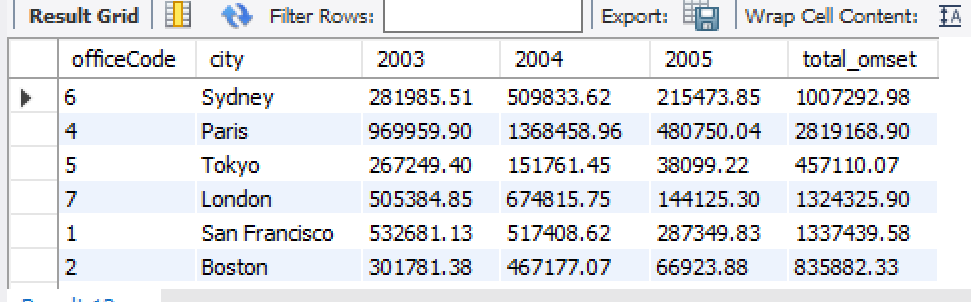 Result Grid Filter Rows: Export: Wrap Cell Content: IA
officeCode city 2003 2004 2005 total_omset
6 Sydney 281985.51 509833.62 215473.85 1007292.98
4 Paris 969959.90 1368458.96 480750.04 2819168.90
5 Tokyo 267249.40 151761.45 38099.22 457110.07
7 London 505384.85 674815.75 144125.30 1324325.90
1 San Francisco 532681.13 517408.62 287349.83 1337439.58
2 Boston 301781.38 467177.07 66923.88 835882.33